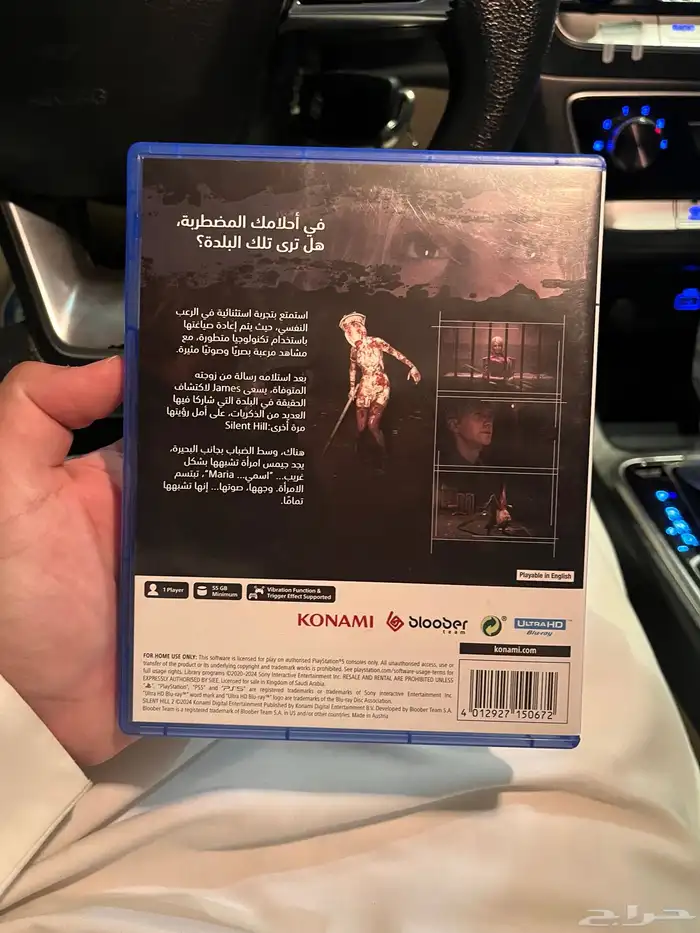 في أحلامك المضطربة،
هل ترى تلك البلدة؟
استمتع بتجربة استثنائية في الرعب
النفسي، حيث يتم إعادة صياغتها
باستخدام تكنولوجيا متطورة، مع
مشاهد مرعبة بصريًا وصوتيًا مثيرة.
بعد استلامه رسالة من زوجته
المتوفاة، يسعى James لاكتشاف
الحقيقة في البلدة التي شاركا فيها
العديد من الذكريات، على أمل رؤيتها
مرة أخرى:Silent Hill
هناك، وسط الضباب بجانب البحيرة،
يجد جيمس امرأة تشبهها بشكل
غريب... "اسمي... Maria"، تبتسم
الامرأة. وجهها، صوتها... إنها تشبهها
تمامًا.
Playable in English
1 Player
55 GB
Minimum
Vibration Function &
Trigger Effect Supported
KONAMI
bloober
team
ULTRA HD
Blu-ray
konami.com
FOR HOME USE ONLY: This software is licensed for play on authorised PlayStation®5 consoles only. All unauthorised access, use or
transfer of the product or its underlying copyright and trademark works is prohibited. See playstation.com/software-usage-terms for
full usage rights. Library programs ©2020-2024 Sony Interactive Entertainment Inc. RESALE AND RENTAL ARE PROHIBITED UNLESS
EXPRESSLY AUTHORISED BY SIEE. Licensed for sale in Kingdom of Saudi Arabia.
"PlayStation", "PS5" and "PS5" are registered trademarks or trademarks of Sony Interactive Entertainment Inc.
"Ultra HD Blu-ray™" word mark and "Ultra HD Blu-ray™" logo are trademarks of the Blu-ray Disc Association.
SILENT HILL 2 ©2024 Konami Digital Entertainment Published by Konami Digital Entertainment B.V. Developed by Bloober Team S.A.
Bloober Team is a registered trademark of Bloober Team S.A. in US and/or other countries. Made in Austria
4 012927 150672
حراج